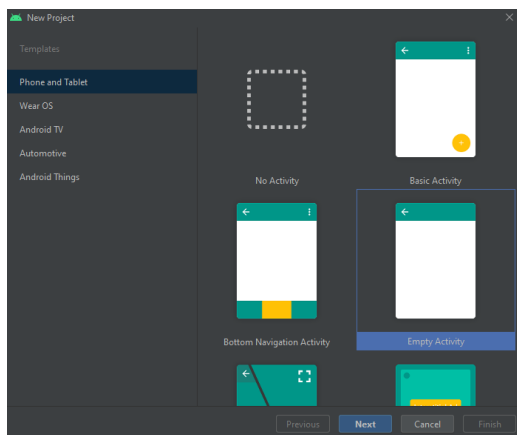 New Project
Templates
Phone and Tablet
Wear OS
Android TV
Automotive
Android Things
No Activity
Basic Activity
Bottom Navigation Activity
Empty Activity
Previous
Next
Cancel
Finish